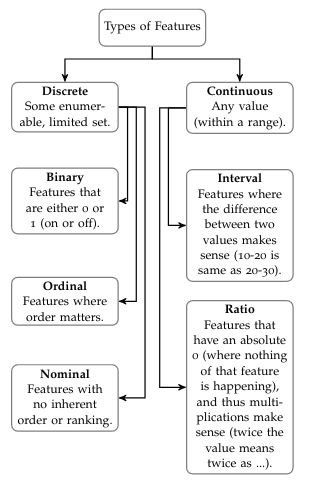 Types of Features
Discrete
Some enumer-
able, limited set.
Continuous
Any value
(within a range).
Binary
Features that
are either 0 or
1 (on or off).
Interval
Features where
the difference
between two
values makes
sense (10-20 is
same as 20-30).
Ordinal
Features where
order matters.
Ratio
Features that
have an absolute
0 (where nothing
of that feature
is happening),
and thus multi-
plications make
sense (twice the
value means
twice as ...).
Nominal
Features with
no inherent
order or ranking.